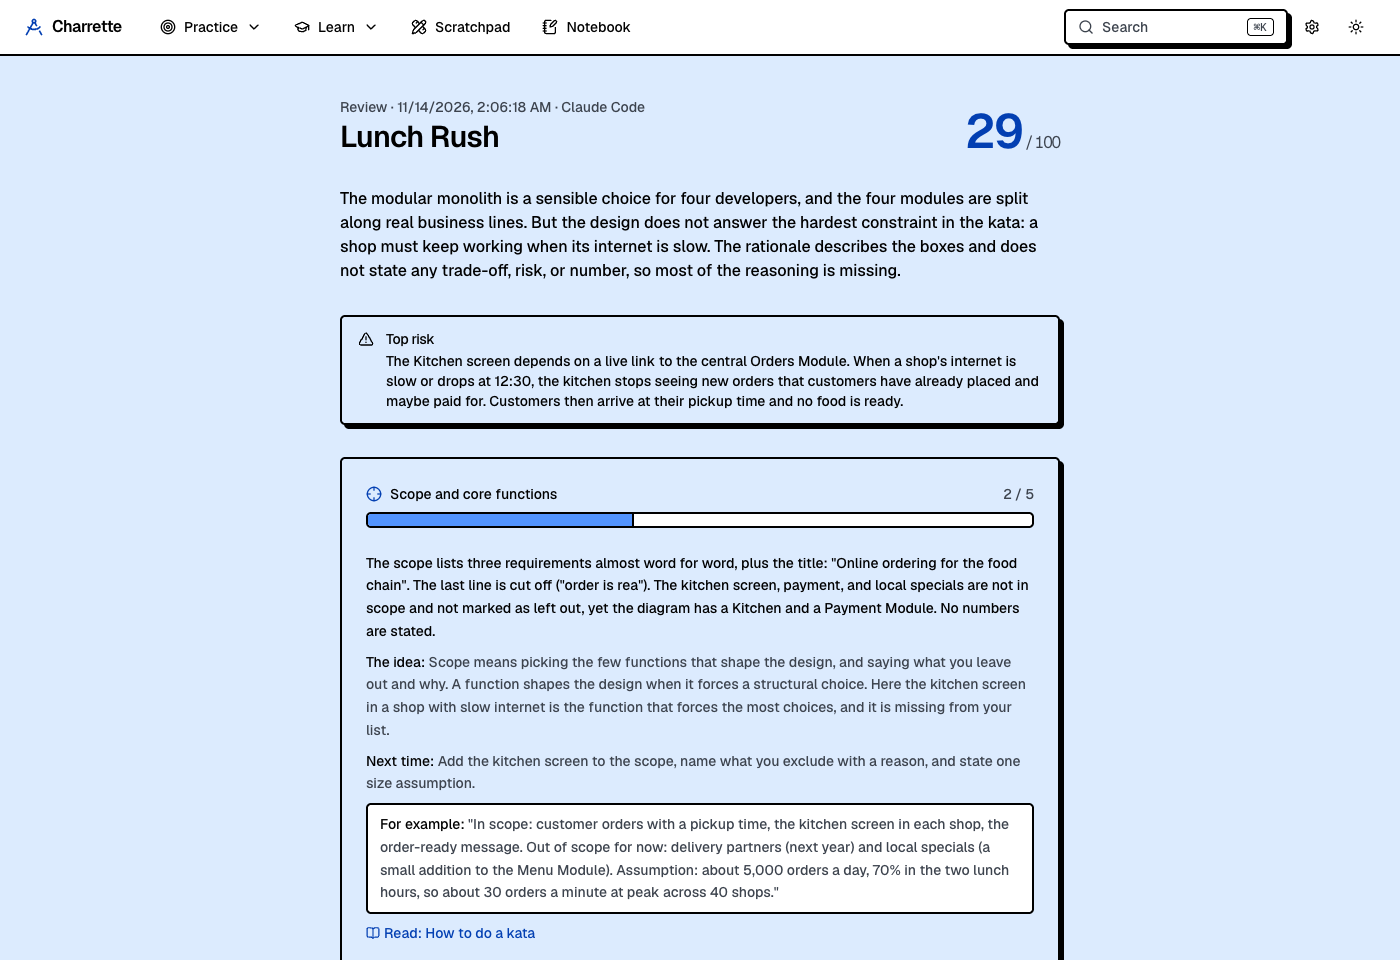 Charrette
Practice
Learn
Scratchpad
Notebook
Search
⌘K
Review · 11/14/2026, 2:06:18 AM · Claude Code
Lunch Rush
29 / 100
The modular monolith is a sensible choice for four developers, and the four modules are split
along real business lines. But the design does not answer the hardest constraint in the kata: a
shop must keep working when its internet is slow. The rationale describes the boxes and does
not state any trade-off, risk, or number, so most of the reasoning is missing.
Top risk
The Kitchen screen depends on a live link to the central Orders Module. When a shop's internet is
slow or drops at 12:30, the kitchen stops seeing new orders that customers have already placed and
maybe paid for. Customers then arrive at their pickup time and no food is ready.
Scope and core functions
2 / 5
The scope lists three requirements almost word for word, plus the title: "Online ordering for the food
chain". The last line is cut off ("order is rea"). The kitchen screen, payment, and local specials are not in
scope and not marked as left out, yet the diagram has a Kitchen and a Payment Module. No numbers
are stated.
The idea: Scope means picking the few functions that shape the design, and saying what you leave
out and why. A function shapes the design when it forces a structural choice. Here the kitchen screen
in a shop with slow internet is the function that forces the most choices, and it is missing from your
list.
Next time: Add the kitchen screen to the scope, name what you exclude with a reason, and state one
size assumption.
For example: "In scope: customer orders with a pickup time, the kitchen screen in each shop, the
order-ready message. Out of scope for now: delivery partners (next year) and local specials (a
small addition to the Menu Module). Assumption: about 5,000 orders a day, 70% in the two lunch
hours, so about 30 orders a minute at peak across 40 shops."
Read: How to do a kata